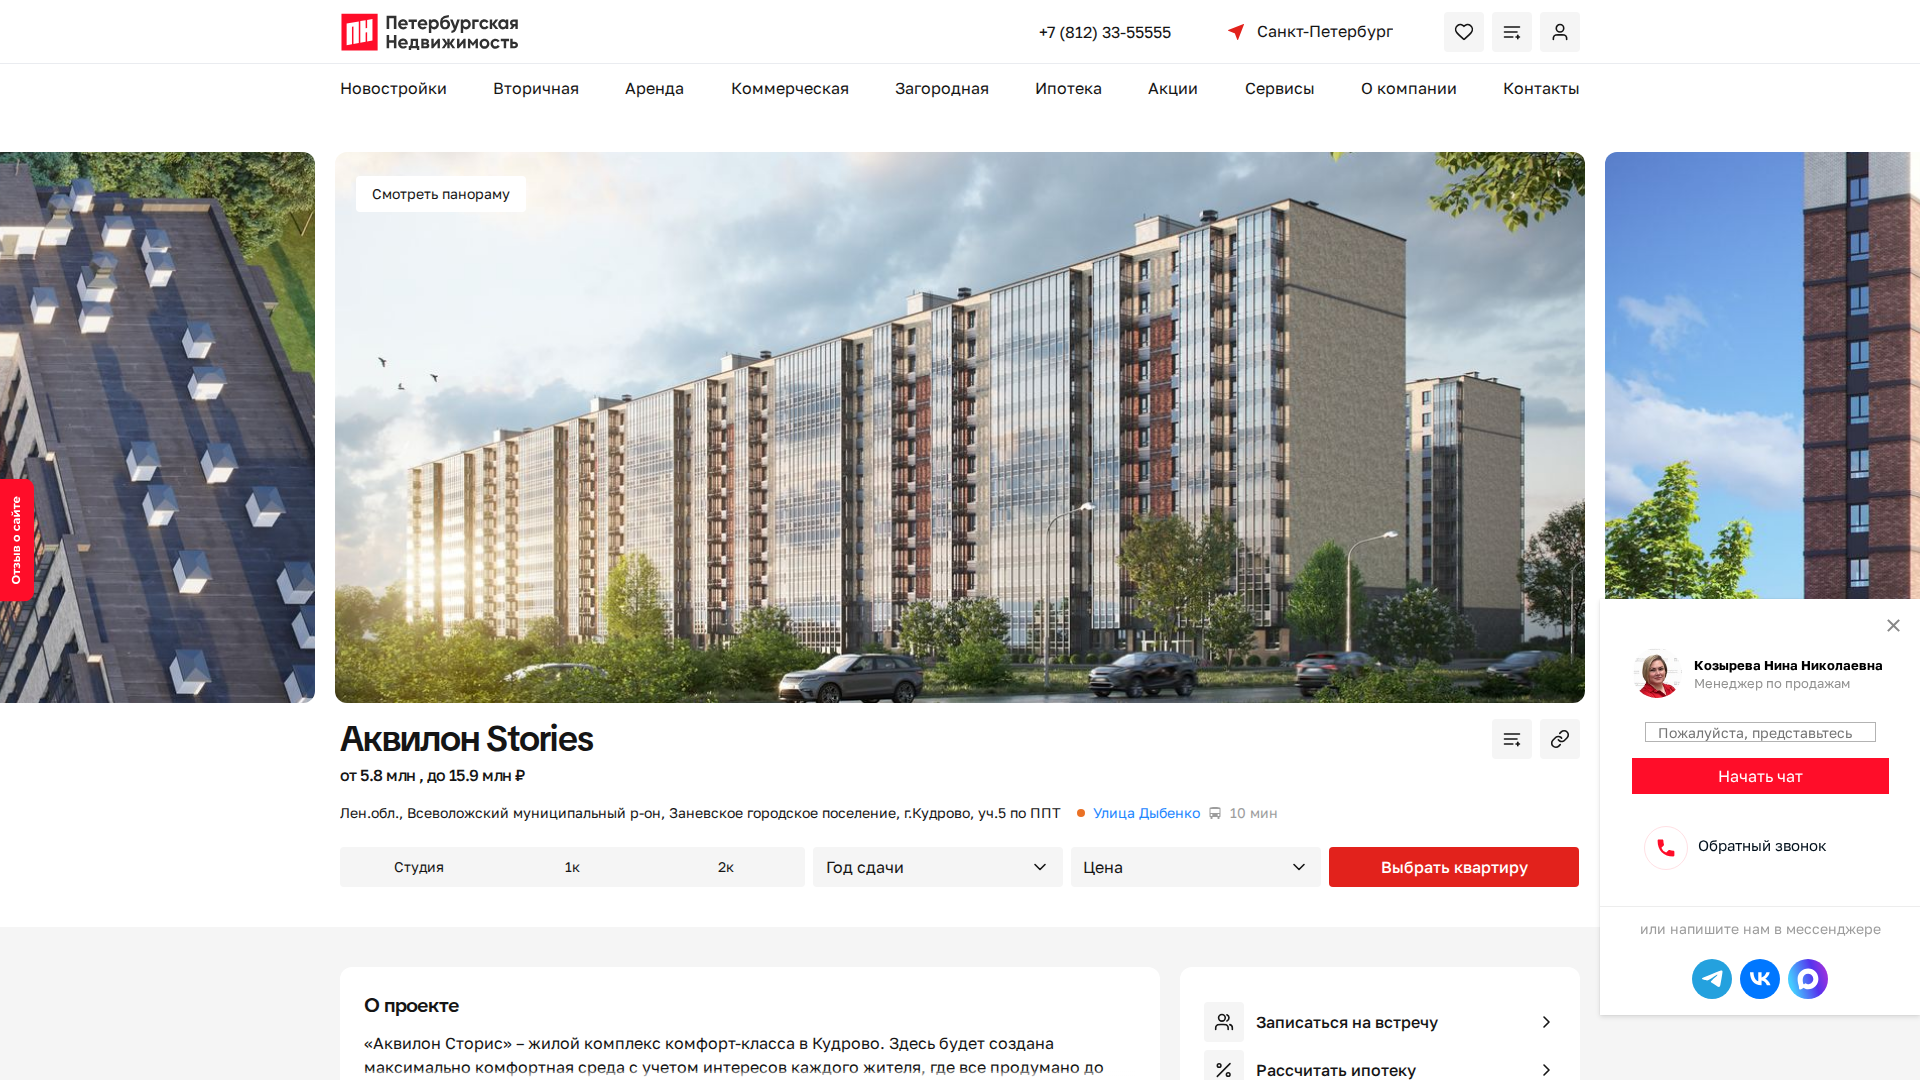 ПН Петербургская
Недвижимость
+7 (812) 33-55555
Санкт-Петербург
Новостройки
Вторичная
Аренда
Коммерческая
Загородная
Ипотека
Акции
Сервисы
О компании
Контакты
Смотреть панораму
Отзыв о сайте
Аквилон Stories
от 5.8 млн , до 15.9 млн ₽
Лен.обл., Всеволожский муниципальный р-он, Заневское городское поселение, г.Кудрово, уч.5 по ППТ
Улица Дыбенко 10 мин
Студия
1к
2к
Год сдачи
Цена
Выбрать квартиру
О проекте
«Аквилон Сторис» – жилой комплекс комфорт-класса в Кудрово. Здесь будет создана
максимально комфортная среда с учетом интересов каждого жителя, где все продумано до
Записаться на встречу
Рассчитать ипотеку
Козырева Нина Николаевна
Менеджер по продажам
Пожалуйста, представьтесь
Начать чат
Обратный звонок
или напишите нам в мессенджере